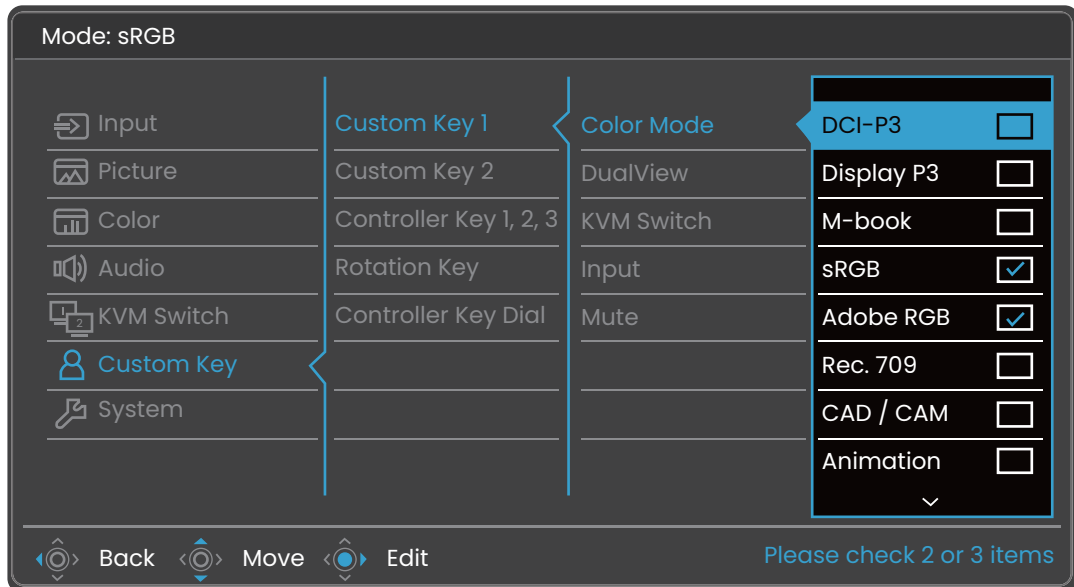 Mode: sRGB
Input
Custom Key 1
Color Mode
DCI-P3
Picture
Custom Key 2
DualView
Display P3
Color
Controller Key 1, 2, 3
KVM Switch
M-book
Audio
Rotation Key
Input
sRGB
1
2
KVM Switch
Controller Key Dial
Mute
Adobe RGB
Custom Key
Rec. 709
System
CAD / CAM
Animation
Back
Move
Edit
Please check 2 or 3 items